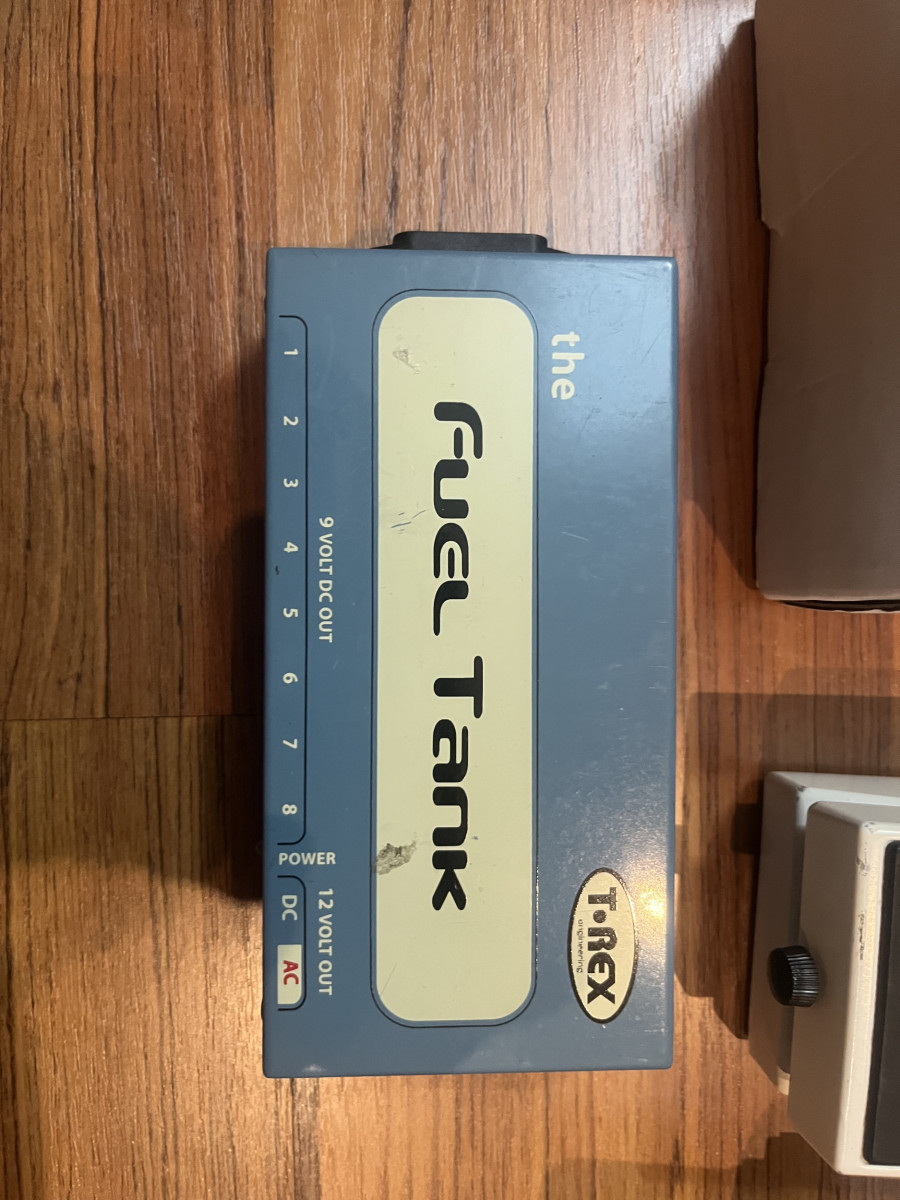 the
T·REX
engineering
Fuel Tank
9 VOLT DC OUT
12 VOLT OUT
1 2 3 4 5 6 7 8 POWER DC AC